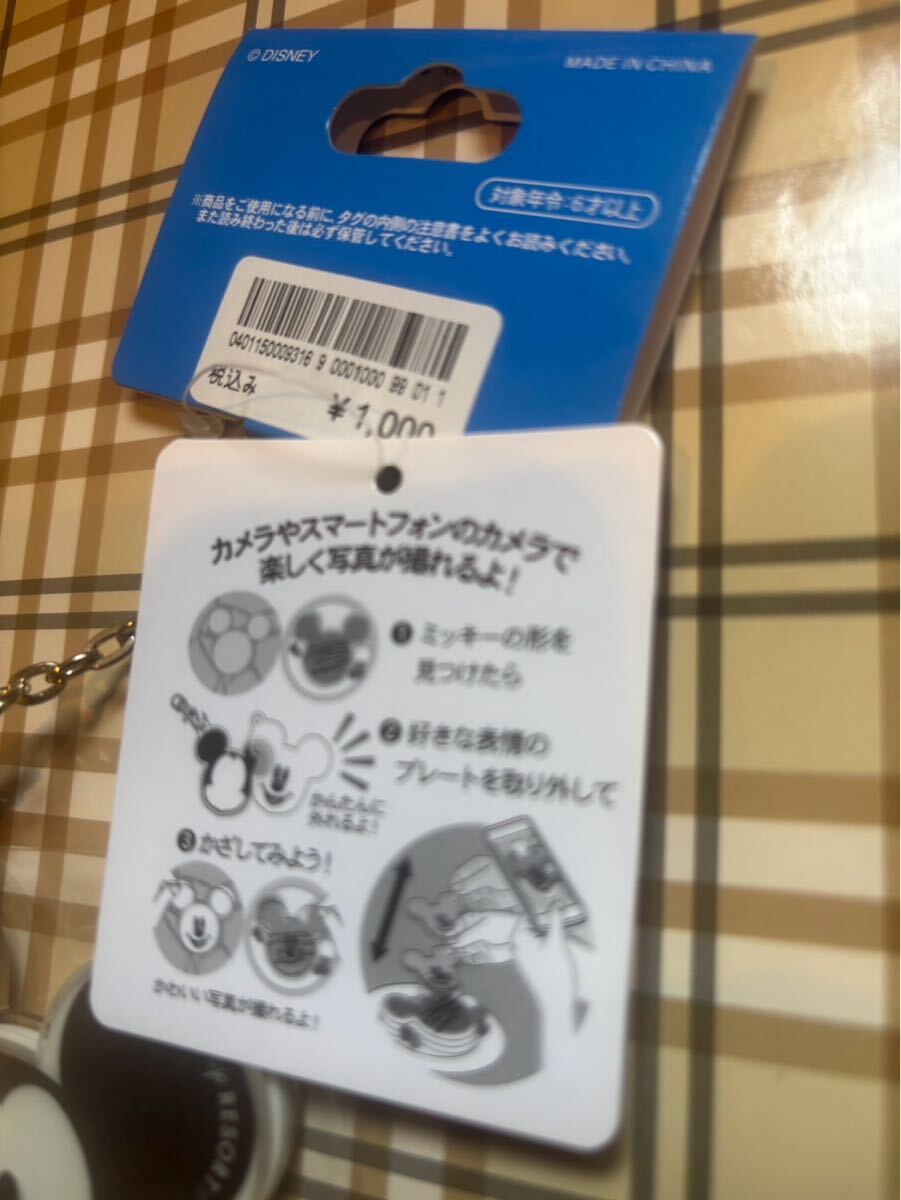 © DISNEY
MADE IN CHINA
対象年令:6才以上
※商品をご使用になる前に、タグの内側の注意書をよくお読みください。
また読み終わった後は必ず保管してください。
0401150009316 9 0001000 99 01 1
税込み
¥1,000
カメラやスマートフォンのカメラで
楽しく写真が撮れるよ!
❶ ミッキーの形を
見つけたら
❷ 好きな表情の
プレートを取り外して
かんたんに
外れるよ!
❸ かざしてみよう!
かわいい写真が撮れるよ!
RESORT